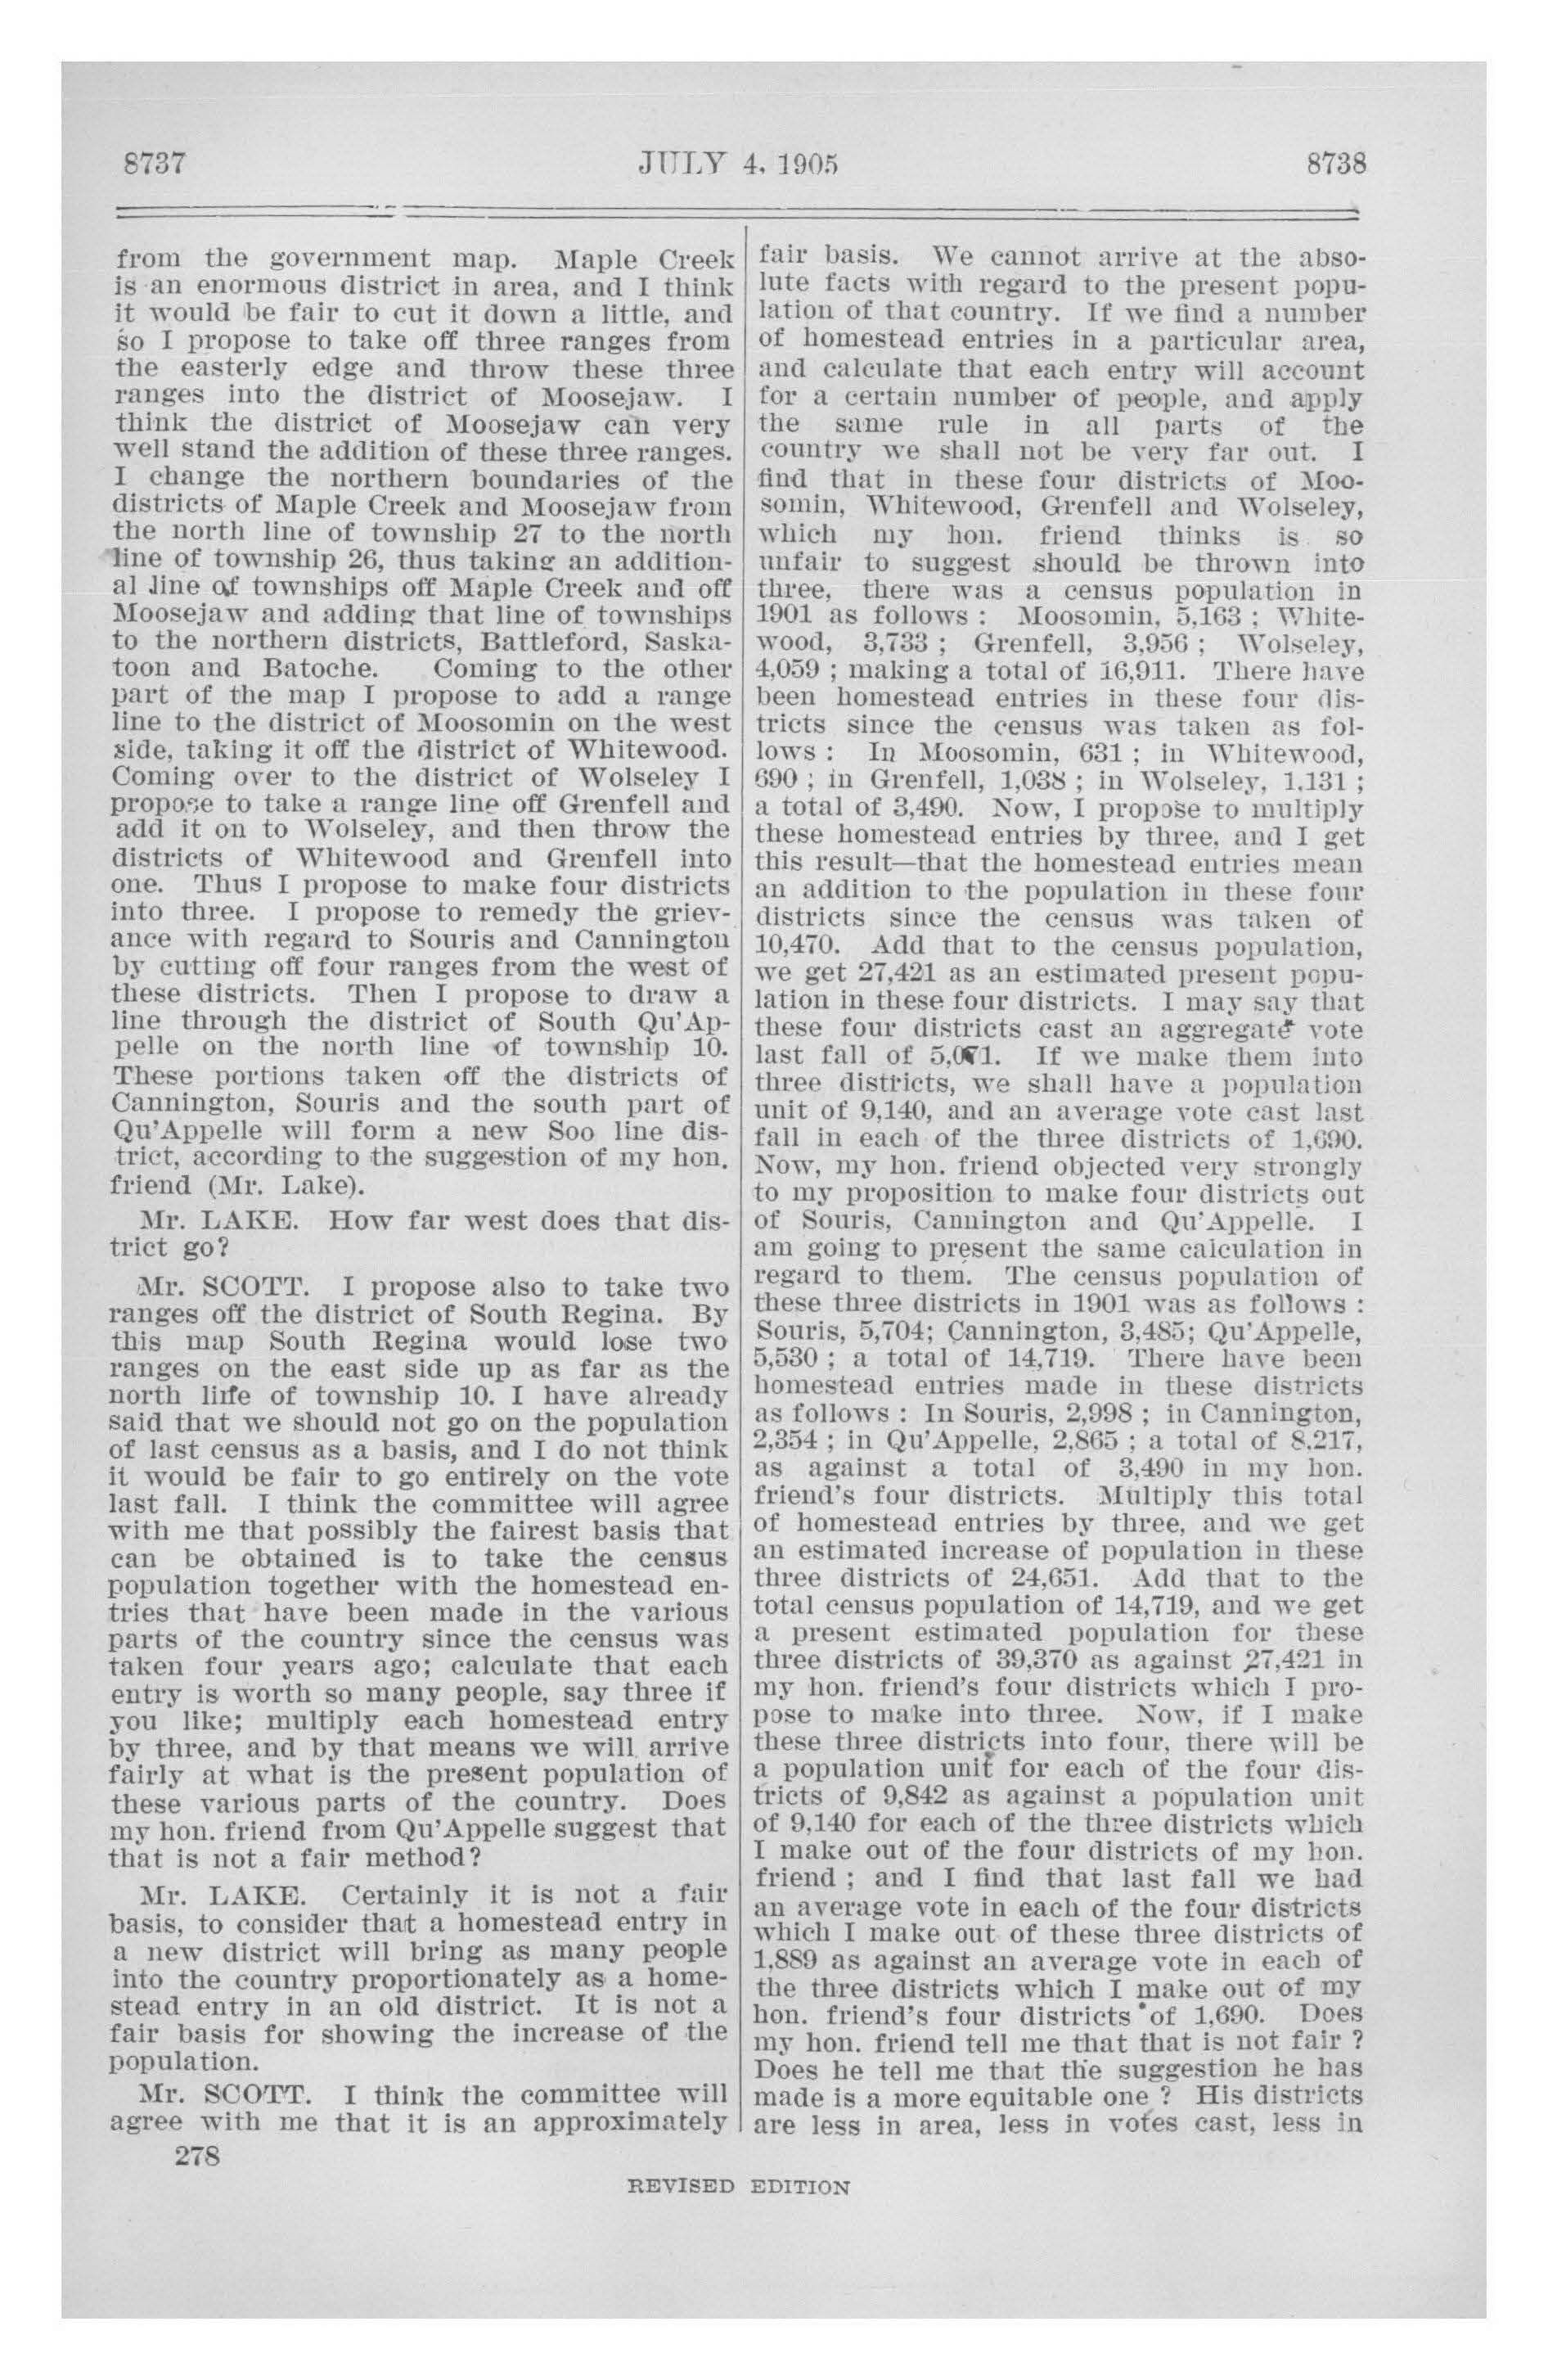 8737 JULY 4, 1905 8738
from the government map. Maple Creek
is an enormous district in area, and I think
it would be fair to cut it down a little, and
so I propose to take off three ranges from
the easterly edge and throw these three
ranges into the district of Moosejaw. I
think the district of Moosejaw can very
well stand the addition of these three ranges.
I change the northern boundaries of the
districts of Maple Creek and Moosejaw from
the north line of township 27 to the north
line of township 26, thus taking an addition-
al line of townships off Maple Creek and off
Moosejaw and adding that line of townships
to the northern districts, Battleford, Saska-
toon and Batoche. Coming to the other
part of the map I propose to add a range
line to the district of Moosomin on the west
side, taking it off the district of Whitewood.
Coming over to the district of Wolseley I
propose to take a range line off Grenfell and
add it on to Wolseley, and then throw the
districts of Whitewood and Grenfell into
one. Thus I propose to make four districts
into three. I propose to remedy the griev-
ance with regard to Souris and Cannington
by cutting off four ranges from the west of
these districts. Then I propose to draw a
line through the district of South Qu'Ap-
pelle on the north line of township 10.
These portions taken off the districts of
Cannington, Souris and the south part of
Qu'Appelle will form a new Soo line dis-
trict, according to the suggestion of my hon.
friend (Mr. Lake).
Mr. LAKE. How far west does that dis-
trict go?
Mr. SCOTT. I propose also to take two
ranges off the district of South Regina. By
this map South Regina would lose two
ranges on the east side up as far as the
north line of township 10. I have already
said that we should not go on the population
of last census as a basis, and I do not think
it would be fair to go entirely on the vote
last fall. I think the committee will agree
with me that possibly the fairest basis that
can be obtained is to take the census
population together with the homestead en-
tries that have been made in the various
parts of the country since the census was
taken four years ago; calculate that each
entry is worth so many people, say three if
you like; multiply each homestead entry
by three, and by that means we will arrive
fairly at what is the present population of
these various parts of the country. Does
my hon. friend from Qu'Appelle suggest that
that is not a fair method?
Mr. LAKE. Certainly it is not a fair
basis, to consider that a homestead entry in
a new district will bring as many people
into the country proportionately as a home-
stead entry in an old district. It is not a
fair basis for showing the increase of the
population.
Mr. SCOTT. I think the committee will
agree with me that it is an approximately
278
fair basis. We cannot arrive at the abso-
lute facts with regard to the present popu-
lation of that country. If we find a number
of homestead entries in a particular area,
and calculate that each entry will account
for a certain number of people, and apply
the same rule in all parts of the
country we shall not be very far out. I
find that in these four districts of Moo-
somin, Whitewood, Grenfell and Wolseley,
which my hon. friend thinks is so
unfair to suggest should be thrown into
three, there was a census population in
1901 as follows : Moosomin, 5,163 ; White-
wood, 3,733 ; Grenfell, 3,956 ; Wolseley,
4,059 ; making a total of 16,911. There have
been homestead entries in these four dis-
tricts since the census was taken as fol-
lows : In Moosomin, 631 ; in Whitewood,
690 ; in Grenfell, 1,038 ; in Wolseley, 1,131 ;
a total of 3,490. Now, I propose to multiply
these homestead entries by three, and I get
this result—that the homestead entries mean
an addition to the population in these four
districts since the census was taken of
10,470. Add that to the census population,
we get 27,421 as an estimated present popu-
lation in these four districts. I may say that
these four districts cast an aggregate vote
last fall of 5,071. If we make them into
three districts, we shall have a population
unit of 9,140, and an average vote cast last
fall in each of the three districts of 1,690.
Now, my hon. friend objected very strongly
to my proposition to make four districts out
of Souris, Cannington and Qu'Appelle. I
am going to present the same calculation in
regard to them. The census population of
these three districts in 1901 was as follows :
Souris, 5,704; Cannington, 3,485; Qu'Appelle,
5,530 ; a total of 14,719. There have been
homestead entries made in these districts
as follows : In Souris, 2,998 ; in Cannington,
2,354 ; in Qu'Appelle, 2,865 ; a total of 8,217,
as against a total of 3,490 in my hon.
friend's four districts. Multiply this total
of homestead entries by three, and we get
an estimated increase of population in these
three districts of 24,651. Add that to the
total census population of 14,719, and we get
a present estimated population for these
three districts of 39,370 as against 27,421 in
my hon. friend's four districts which I pro-
pose to make into three. Now, if I make
these three districts into four, there will be
a population unit for each of the four dis-
tricts of 9,842 as against a population unit
of 9,140 for each of the three districts which
I make out of the four districts of my hon.
friend ; and I find that last fall we had
an average vote in each of the four districts
which I make out of these three districts of
1,889 as against an average vote in each of
the three districts which I make out of my
hon. friend's four districts of 1,690. Does
my hon. friend tell me that that is not fair ?
Does he tell me that the suggestion he has
made is a more equitable one ? His districts
are less in area, less in votes cast, less in
REVISED EDITION